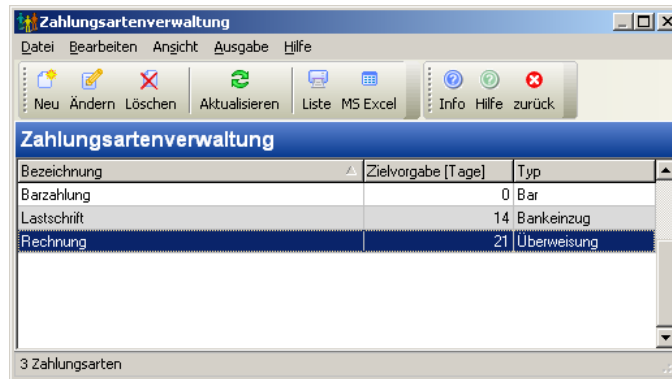 Zahlungsartenverwaltung
Datei Bearbeiten Ansicht Ausgabe Hilfe
Neu Ändern Löschen Aktualisieren Liste MS Excel Info Hilfe zurück
Zahlungsartenverwaltung
Bezeichnung Zielvorgabe [Tage] Typ
Barzahlung 0 Bar
Lastschrift 14 Bankeinzug
Rechnung 21 Überweisung
3 Zahlungsarten